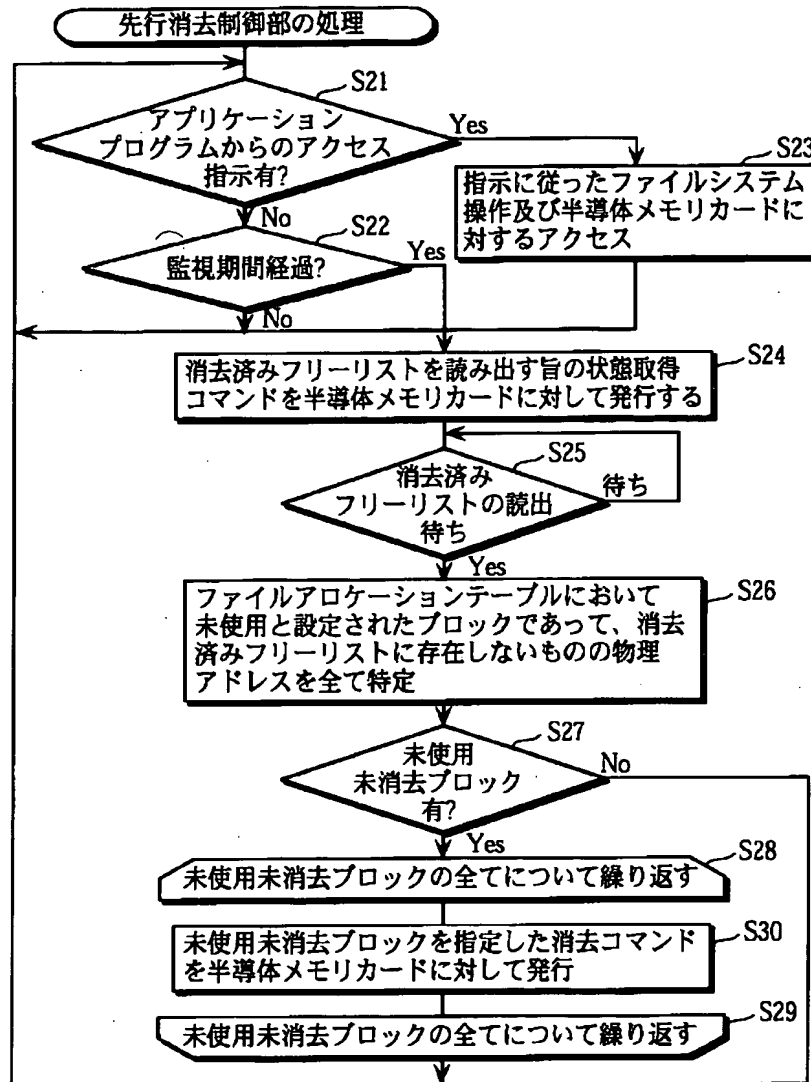 先行消去制御部の処理
S21
アプリケーション
プログラムからのアクセス
指示有?
Yes
No
S23
指示に従ったファイルシステム
操作及び半導体メモリカードに
対するアクセス
S22
監視期間経過?
Yes
No
S24
消去済みフリーリストを読み出す旨の状態取得
コマンドを半導体メモリカードに対して発行する
S25
消去済み
フリーリストの読出
待ち
待ち
Yes
S26
ファイルアロケーションテーブルにおいて
未使用と設定されたブロックであって、消去
済みフリーリストに存在しないものの物理
アドレスを全て特定
S27
未使用
未消去ブロック
有?
No
Yes
S28
未使用未消去ブロックの全てについて繰り返す
S30
未使用未消去ブロックを指定した消去コマンド
を半導体メモリカードに対して発行
S29
未使用未消去ブロックの全てについて繰り返す